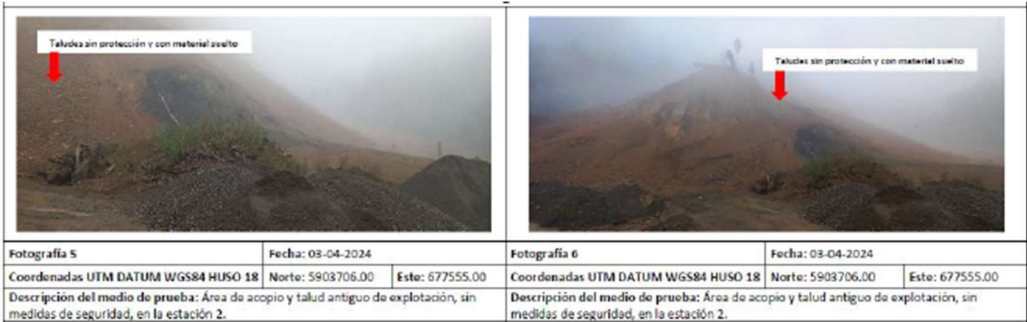 Taludes sin protección y con material suelto
Taludes sin protección y con material suelto
Fotografía 5
Fecha: 03-04-2024
Coordenadas UTM DATUM WGS84 HUSO 18
Norte: 5903706.00
Este: 677555.00
Descripción del medio de prueba: Área de acopio y talud antiguo de explotación, sin
medidas de seguridad, en la estación 2.
Fotografía 6
Fecha: 03-04-2024
Coordenadas UTM DATUM WGS84 HUSO 18
Norte: 5903706.00
Este: 677555.00
Descripción del medio de prueba: Área de acopio y talud antiguo de explotación, sin
medidas de seguridad, en la estación 2.